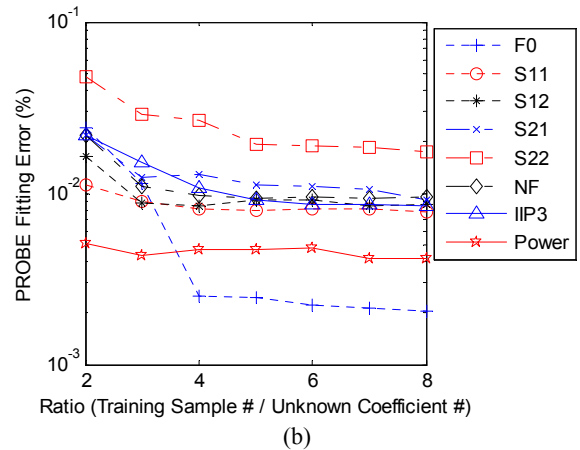 10^-1
10^-2
10^-3
PROBE Fitting Error (%)
2 4 6 8
Ratio (Training Sample # / Unknown Coefficient #)
F0
S11
S12
S21
S22
NF
IIP3
Power
(b)